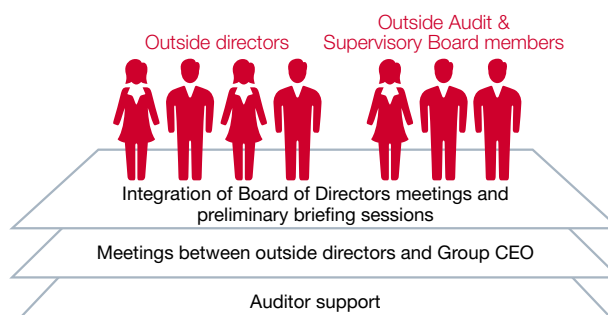 Outside directors
Outside Audit &
Supervisory Board members
Integration of Board of Directors meetings and
preliminary briefing sessions
Meetings between outside directors and Group CEO
Auditor support